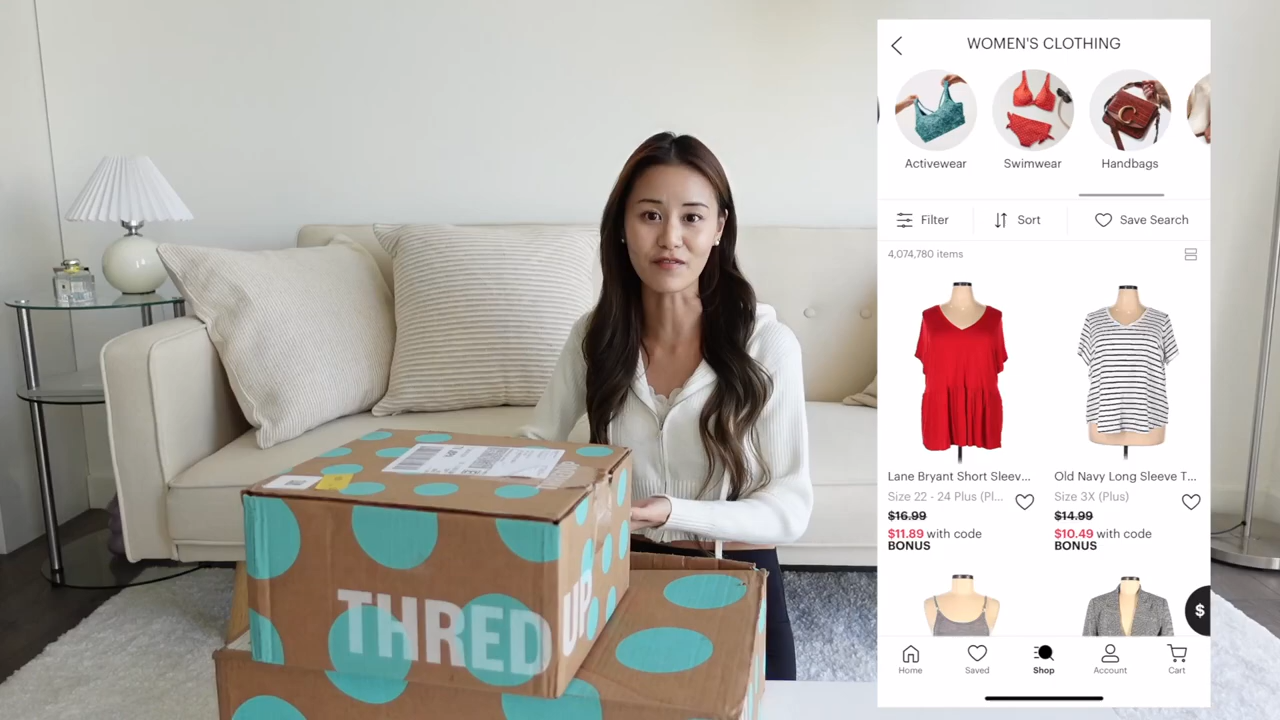 THREDUP
WOMEN'S CLOTHING
Activewear
Swimwear
Handbags
Filter
Sort
Save Search
4,074,780 items
Lane Bryant Short Sleev...
Size 22 - 24 Plus (Pl...
$16.99
$11.89 with code
BONUS
Old Navy Long Sleeve T...
Size 3X (Plus)
$14.99
$10.49 with code
BONUS
$
Home
Saved
Shop
Account
Cart